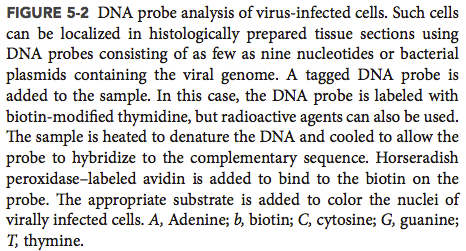 FIGURE 5-2 DNA probe analysis of virus-infected cells. Such cells
can be localized in histologically prepared tissue sections using
DNA probes consisting of as few as nine nucleotides or bacterial
plasmids containing the viral genome. A tagged DNA probe is
added to the sample. In this case, the DNA probe is labeled with
biotin-modified thymidine, but radioactive agents can also be used.
The sample is heated to denature the DNA and cooled to allow the
probe to hybridize to the complementary sequence. Horseradish
peroxidase–labeled avidin is added to bind to the biotin on the
probe. The appropriate substrate is added to color the nuclei of
virally infected cells. A, Adenine; b, biotin; C, cytosine; G, guanine;
T, thymine.